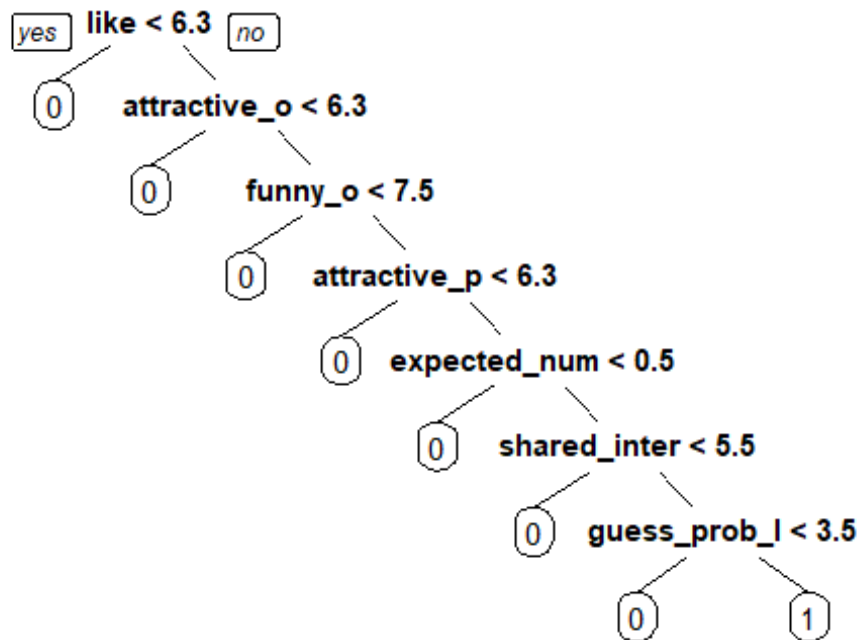 yes like < 6.3 no
0 attractive_o < 6.3
0 funny_o < 7.5
0 attractive_p < 6.3
0 expected_num < 0.5
0 shared_inter < 5.5
0 guess_prob_l < 3.5
0 1